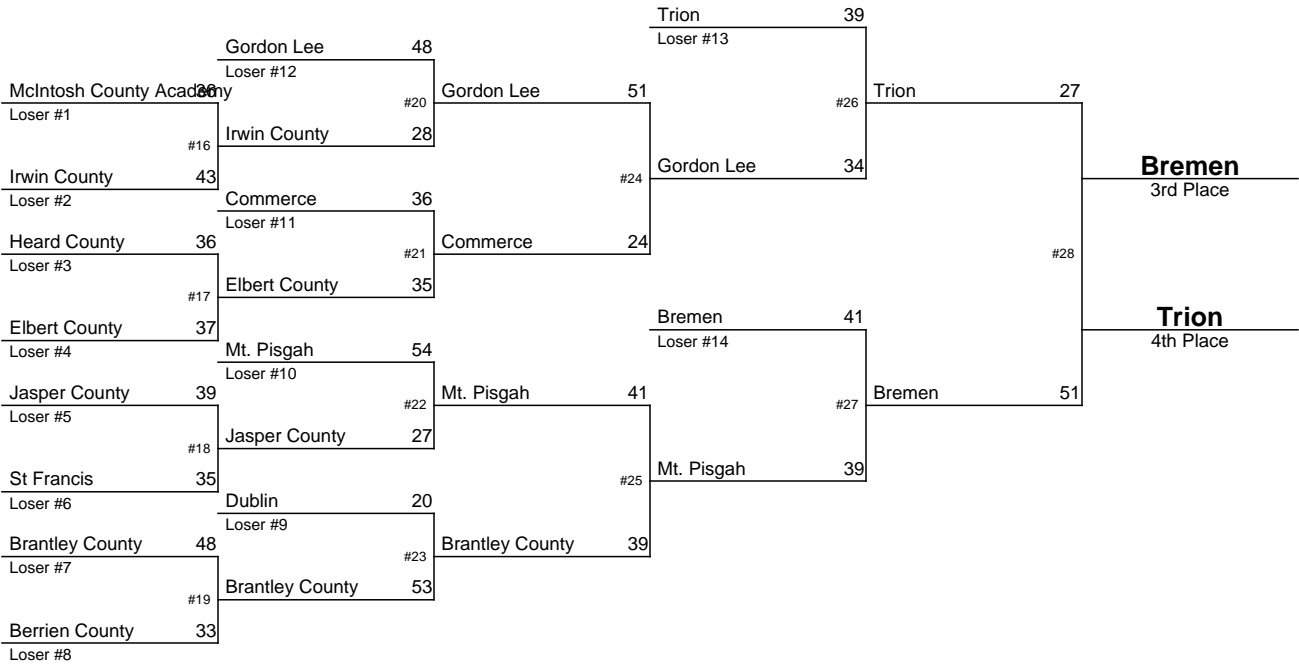 Trion 39
Loser #13
Gordon Lee 48
Loser #12
McIntosh County Academy
Loser #1
#20
Gordon Lee 51
#26
Trion 27
Irwin County 28
#16
Gordon Lee 34
Bremen
3rd Place
Irwin County 43
Loser #2
#24
Commerce 36
Loser #11
Heard County 36
Loser #3
#21
Commerce 24
#28
Elbert County 35
#17
Elbert County 37
Loser #4
Bremen 41
Loser #14
Trion
4th Place
Mt. Pisgah 54
Loser #10
Jasper County 39
Loser #5
#22
Mt. Pisgah 41
#27
Bremen 51
Jasper County 27
#18
St Francis 35
Loser #6
#25
Mt. Pisgah 39
Dublin 20
Loser #9
Brantley County 48
Loser #7
#23
Brantley County 39
Brantley County 53
#19
Berrien County 33
Loser #8